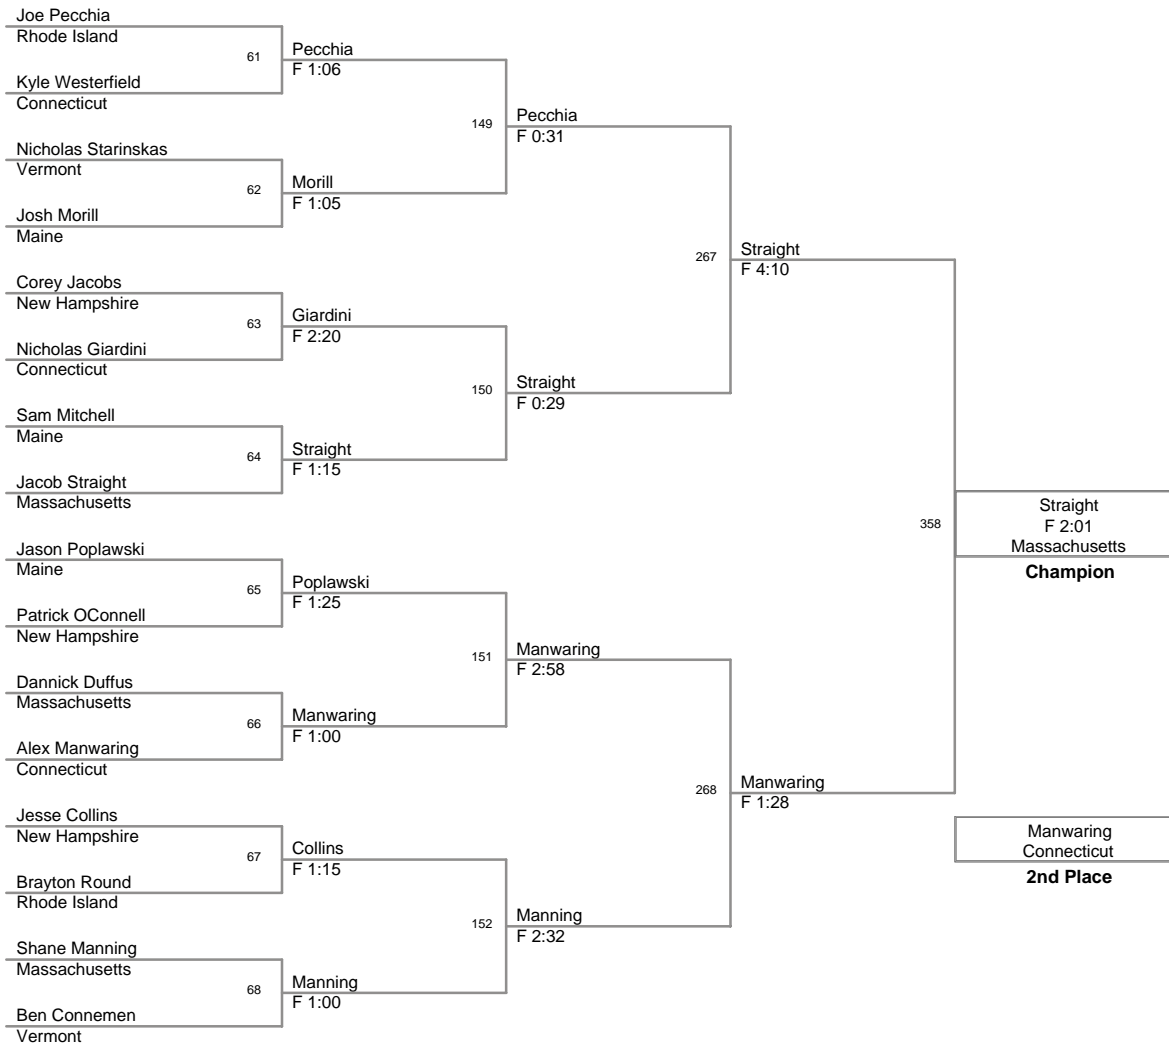 Joe Pecchia
Rhode Island
61
Pecchia
F 1:06
Kyle Westerfield
Connecticut
149
Pecchia
F 0:31
Nicholas Starinskas
Vermont
62
Morill
F 1:05
Josh Morill
Maine
267
Straight
F 4:10
Corey Jacobs
New Hampshire
63
Giardini
F 2:20
Nicholas Giardini
Connecticut
150
Straight
F 0:29
Sam Mitchell
Maine
64
Straight
F 1:15
Jacob Straight
Massachusetts
358
Straight
F 2:01
Massachusetts
Champion
Jason Poplawski
Maine
65
Poplawski
F 1:25
Patrick OConnell
New Hampshire
151
Manwaring
F 2:58
Dannick Duffus
Massachusetts
66
Manwaring
F 1:00
Alex Manwaring
Connecticut
268
Manwaring
F 1:28
Jesse Collins
New Hampshire
67
Collins
F 1:15
Brayton Round
Rhode Island
Manwaring
Connecticut
2nd Place
152
Manning
F 2:32
Shane Manning
Massachusetts
68
Manning
F 1:00
Ben Connemen
Vermont